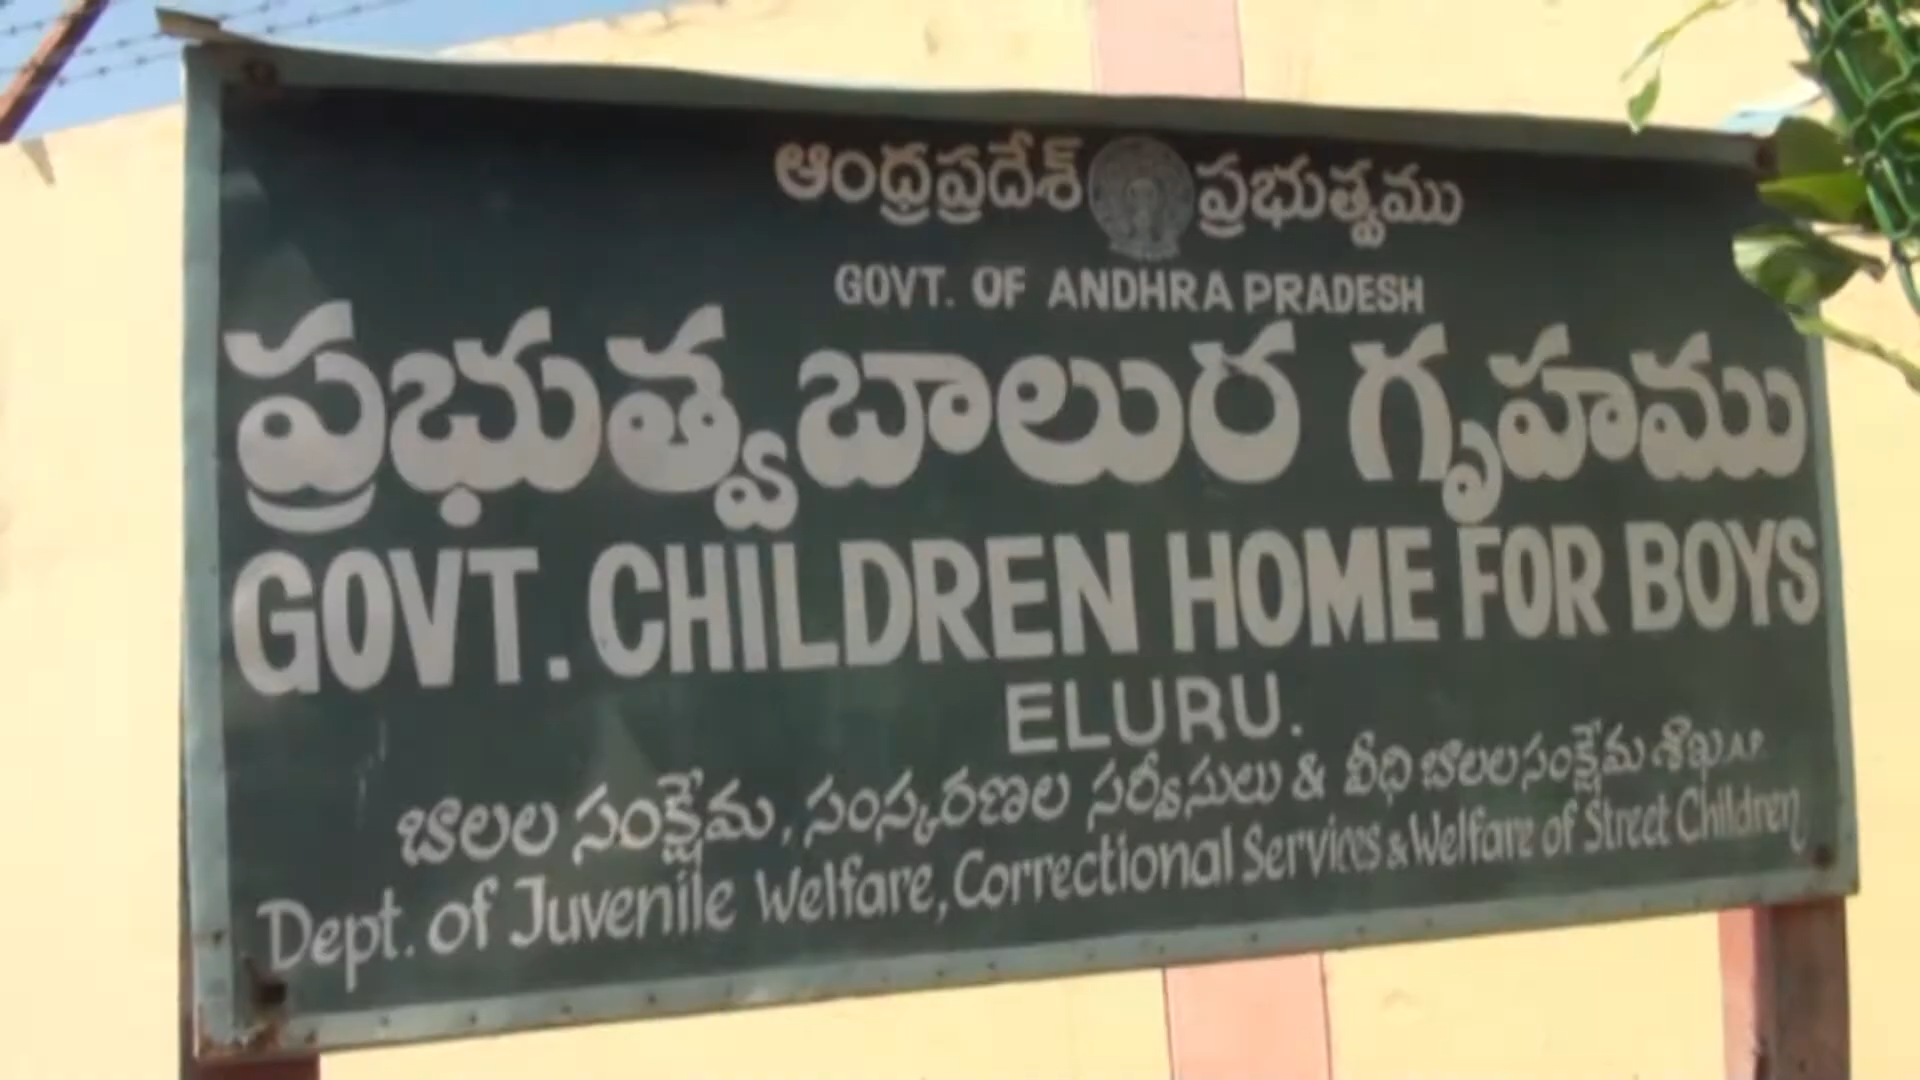 ఆంధ్రప్రదేశ్ ప్రభుత్వము
GOVT. OF ANDHRA PRADESH
ప్రభుత్వ బాలుర గృహము
GOVT. CHILDREN HOME FOR BOYS
ELURU.
బాలల సంక్షేమ, సంస్కరణల సర్వీసులు & వీధి బాలల సంక్షేమ శాఖ A.P.
Dept. of Juvenile Welfare, Correctional Services & Welfare of Street Children